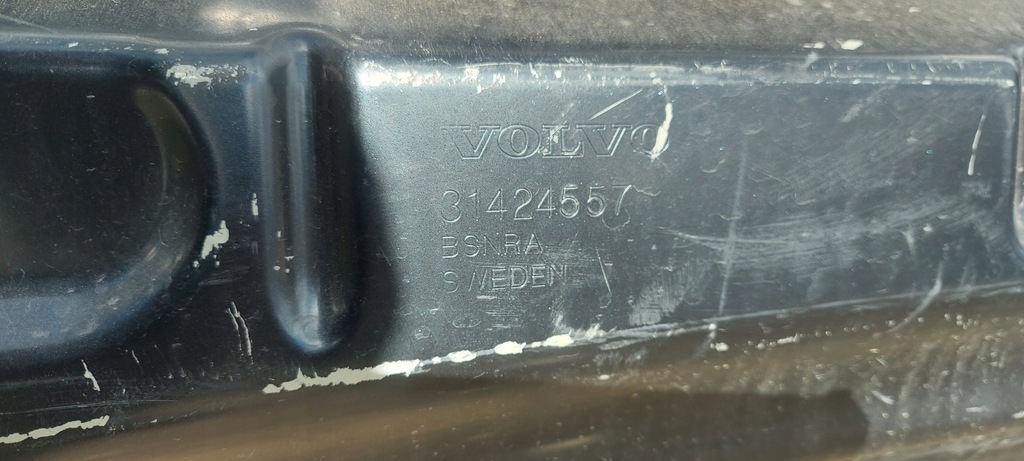 VOLVO
31424557
BSNRA
SWEDEN